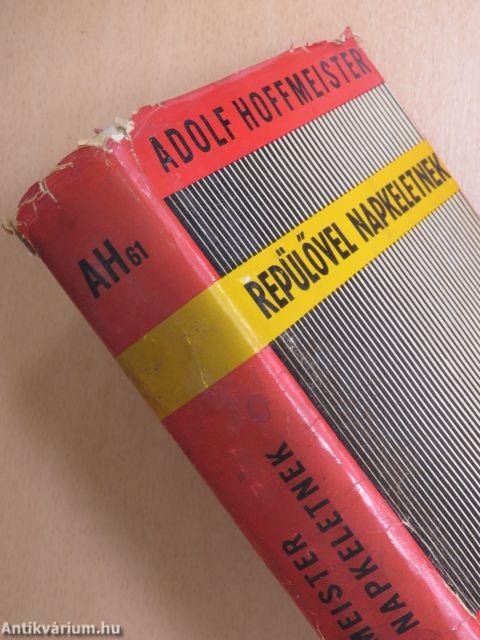 ADOLF HOFFMEISTER
REPÜLŐVEL NAPKELETNEK
AH61
MEISTER
NAPKELETNEK
Antikvárium.hu